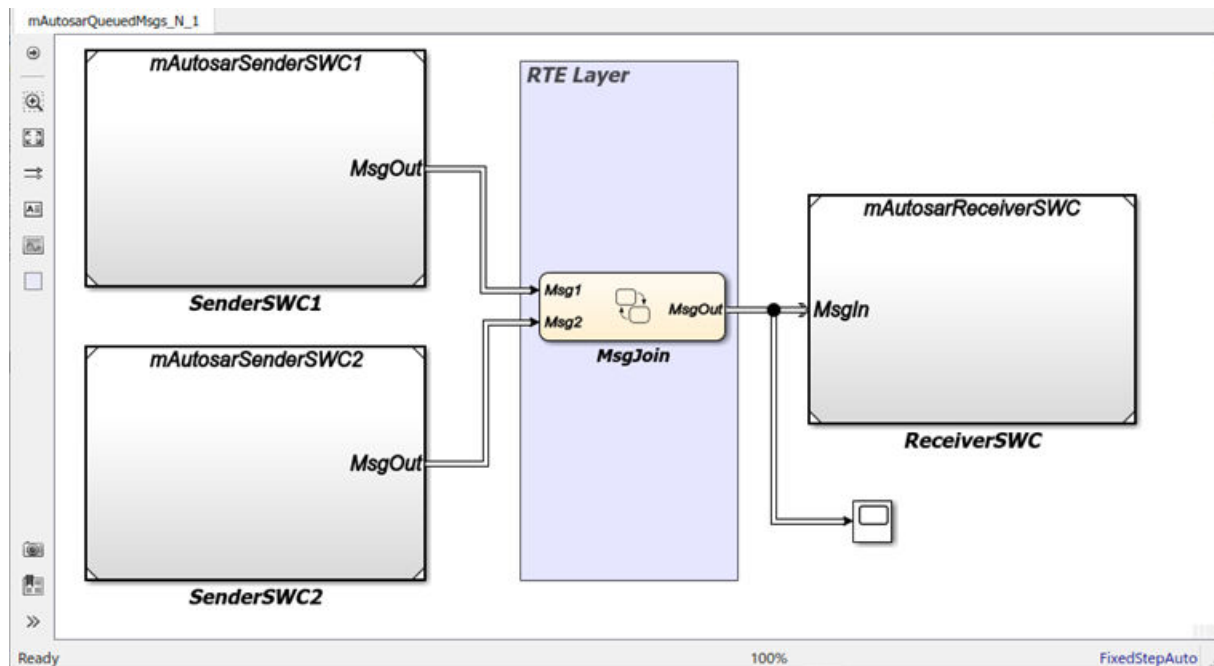 mAutosarQueuedMsgs_N_1
mAutosarSenderSWC1
MsgOut
SenderSWC1
mAutosarSenderSWC2
MsgOut
SenderSWC2
RTE Layer
Msg1
Msg2
MsgOut
MsgJoin
mAutosarReceiverSWC
MsgIn
ReceiverSWC
Ready
100%
FixedStepAuto